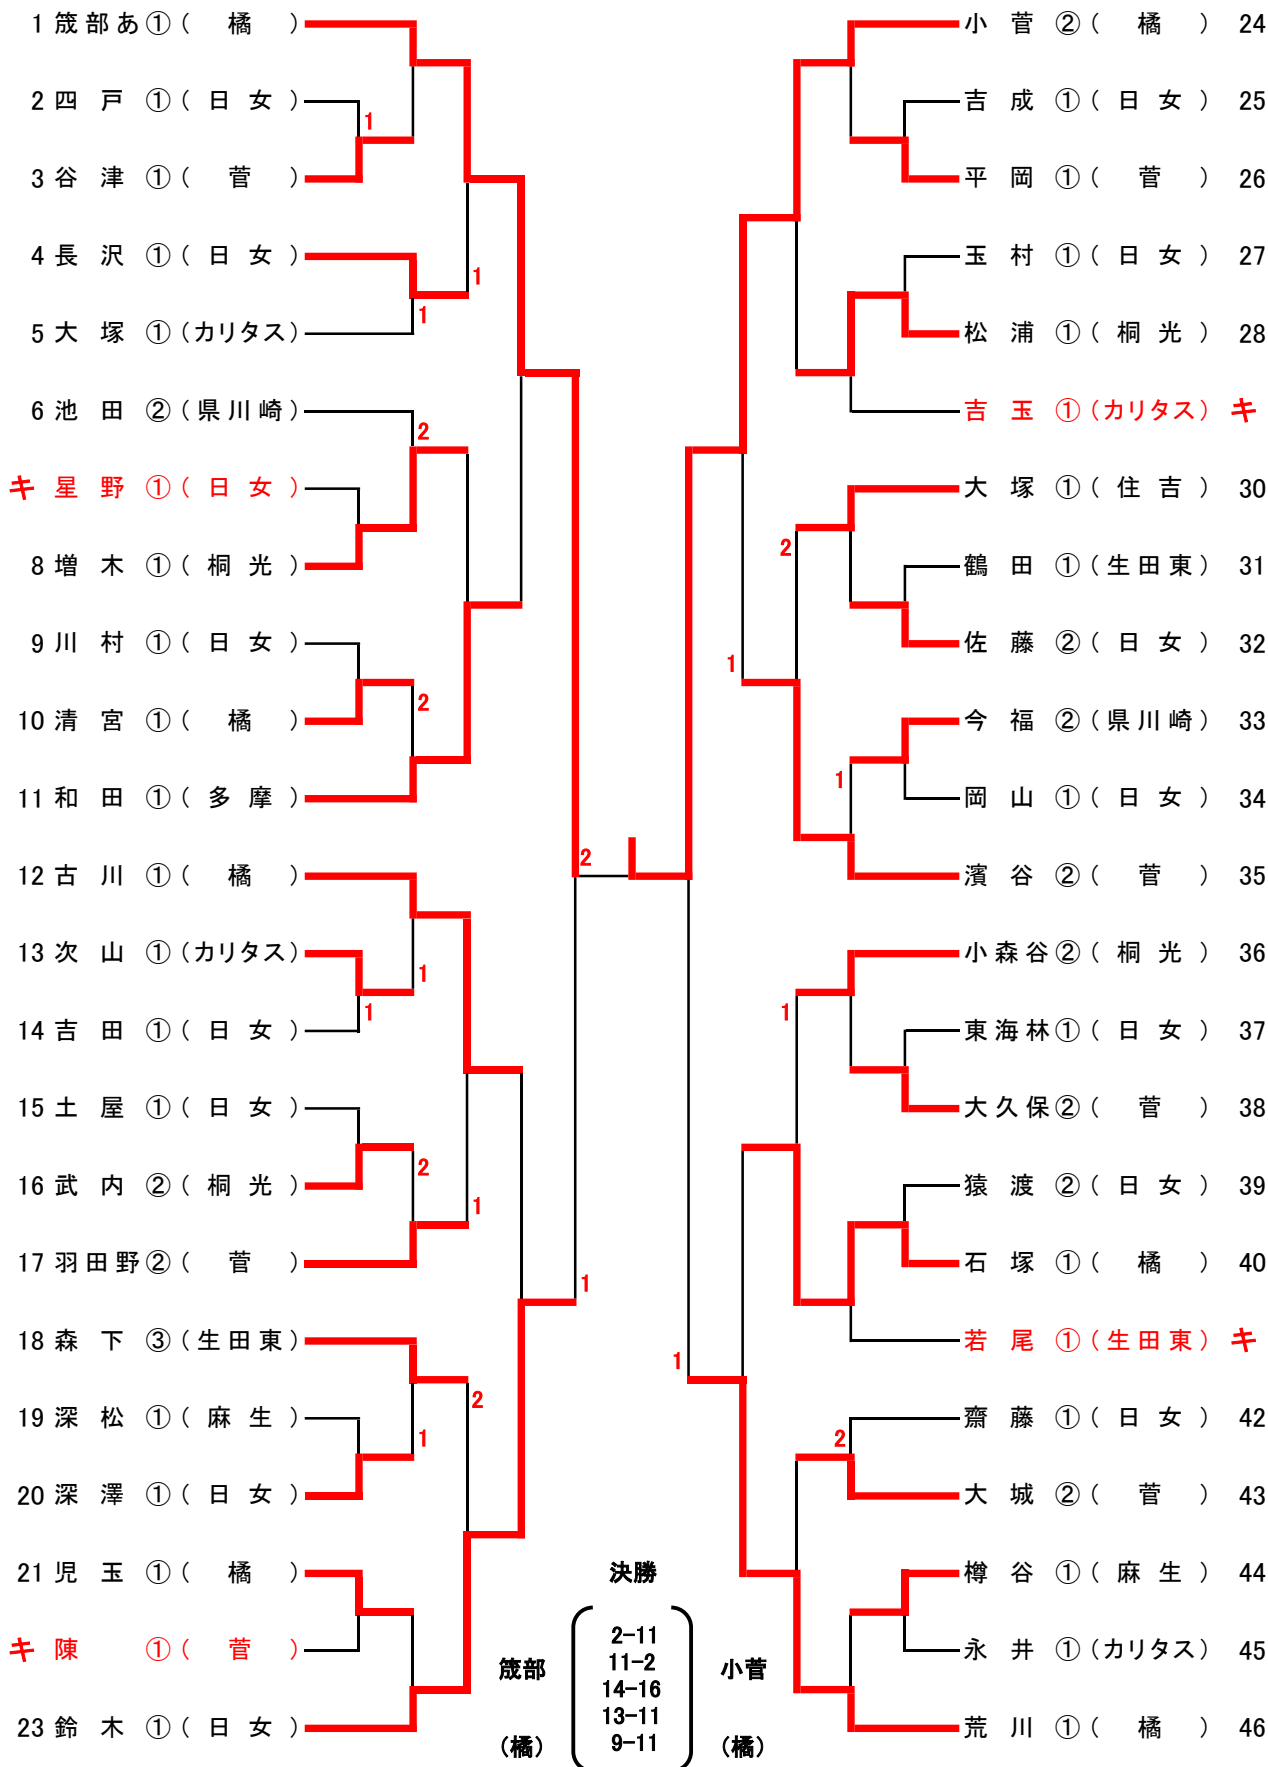 1 筬部あ①(　橘　)
2 四　戸　①(　日　女　)
1
3 谷　津　①(　菅　)
4 長　沢　①(　日　女　)
1
1
5 大　塚　①(カリタス)
6 池　田　②(県川崎)
2
キ 星　野　①(　日　女　)
8 増　木　①(　桐　光　)
9 川　村　①(　日　女　)
2
10 清　宮　①(　橘　)
11 和　田　①(　多　摩　)
2
12 古　川　①(　橘　)
13 次　山　①(カリタス)
1
1
14 吉　田　①(　日　女　)
15 土　屋　①(　日　女　)
2
16 武　内　②(　桐　光　)
1
17 羽田野②(　菅　)
1
18 森　下　③(生田東)
2
19 深　松　①(　麻　生　)
1
20 深　澤　①(　日　女　)
21 児　玉　①(　橘　)
キ 陳　　　①(　菅　)
23 鈴　木　①(　日　女　)
小　菅　②(　橘　) 24
吉　成　①(　日　女　) 25
平　岡　①(　菅　) 26
玉　村　①(　日　女　) 27
松　浦　①(　桐　光　) 28
吉　玉　①(カリタス) キ
大　塚　①(　住　吉　) 30
2
鶴　田　①(生田東) 31
佐　藤　②(　日　女　) 32
1
今　福　②(県川崎) 33
1
岡　山　①(　日　女　) 34
濱　谷　②(　菅　) 35
小森谷②(　桐　光　) 36
1
東海林①(　日　女　) 37
大久保②(　菅　) 38
猿　渡　②(　日　女　) 39
石　塚　①(　橘　) 40
若　尾　①(生田東) キ
1
齋　藤　①(　日　女　) 42
2
大　城　②(　菅　) 43
樽　谷　①(　麻　生　) 44
永　井　①(カリタス) 45
荒　川　①(　橘　) 46
決勝
2-11
11-2
筬部　14-16　小菅
13-11
(橘)　9-11　(橘)